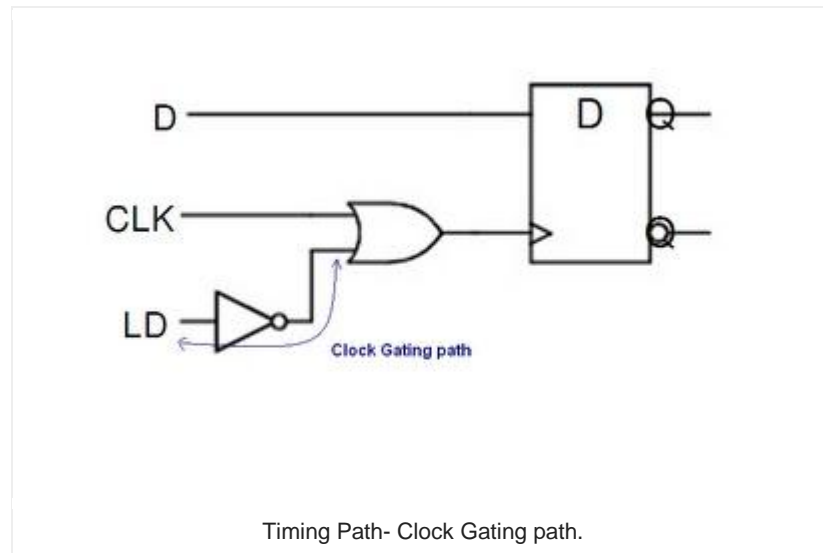 D
D
Q
CLK
Q
LD
Clock Gating path
Timing Path- Clock Gating path.